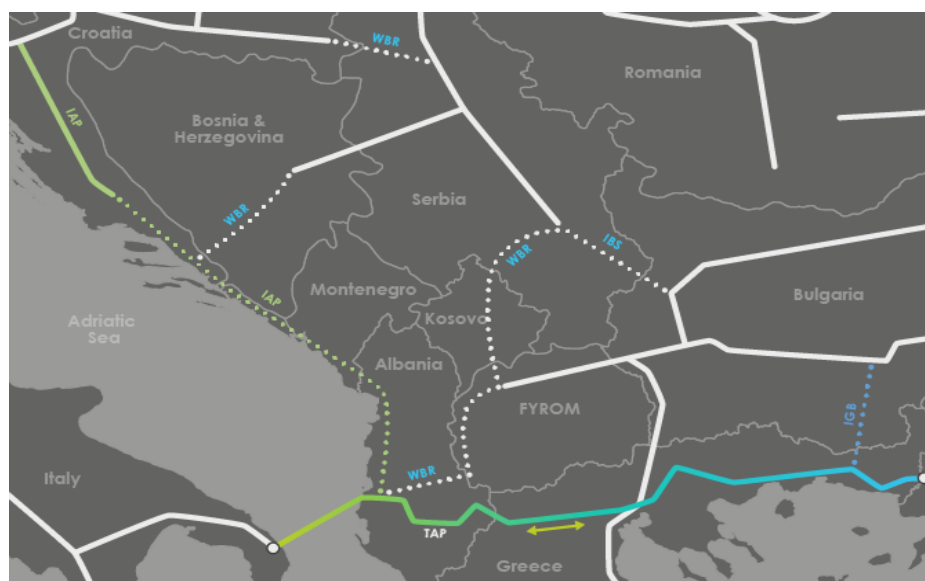 Croatia
WBR
Romania
IAP
Bosnia &
Herzegovina
Serbia
WBR
WBR
IBS
IAP
Montenegro
Bulgaria
Kosovo
Adriatic
Sea
Albania
FYROM
IGB
Italy
WBR
TAP
Greece